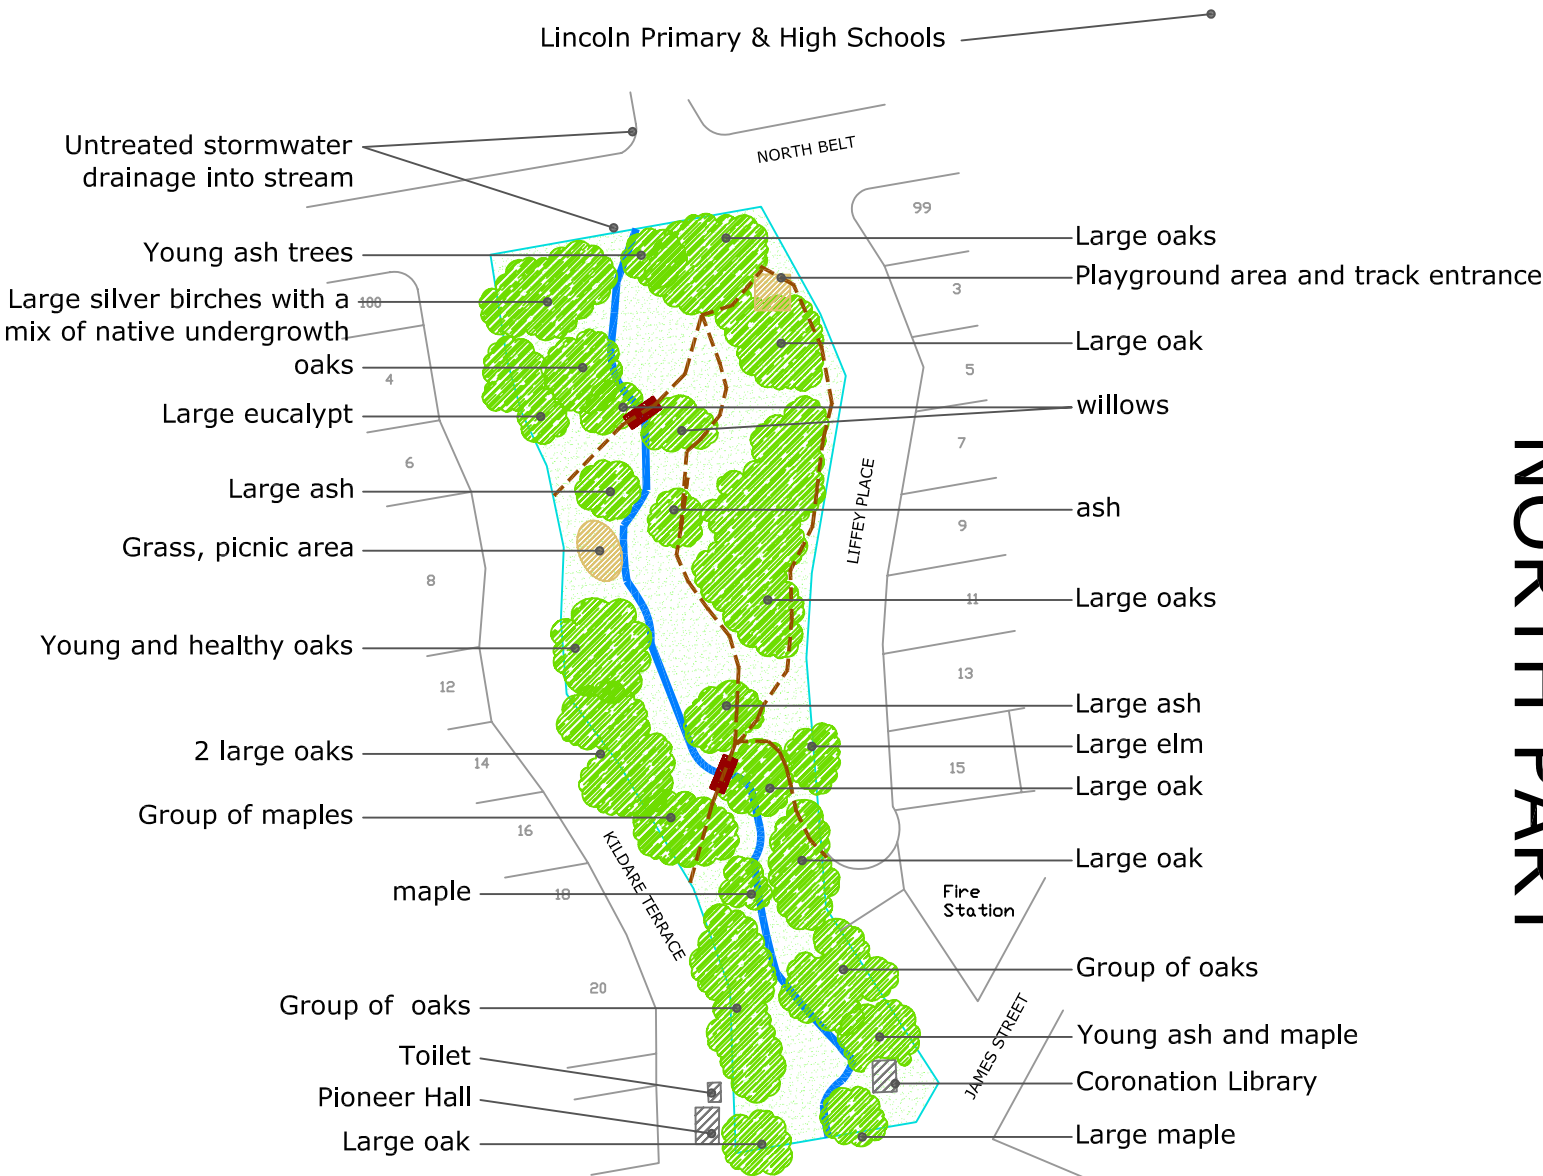 Lincoln Primary & High Schools
NORTH BELT
Untreated stormwater
drainage into stream
Young ash trees
Large silver birches with a
mix of native undergrowth
oaks
Large eucalypt
Large ash
Grass, picnic area
Young and healthy oaks
2 large oaks
Group of maples
maple
Group of  oaks
Toilet
Pioneer Hall
Large oak
100
4
6
8
12
14
16
18
20
KILDARE TERRACE
LIFFEY PLACE
JAMES STREET
99
3
5
7
9
11
13
15
Fire
Station
Large oaks
Playground area and track entrance
Large oak
willows
ash
Large oaks
Large ash
Large elm
Large oak
Large oak
Group of oaks
Young ash and maple
Coronation Library
Large maple
NORTH PART